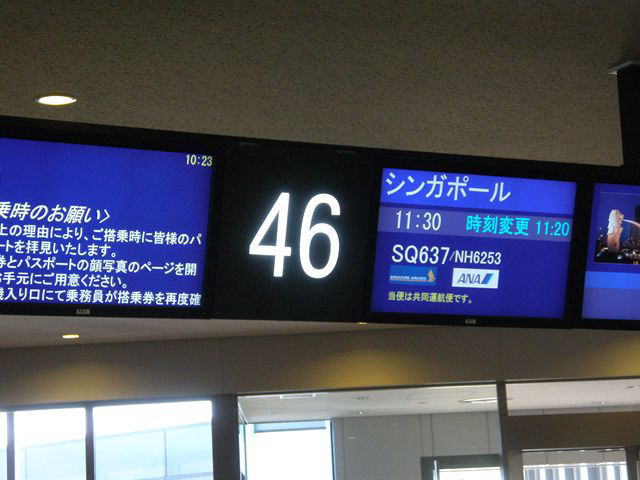 10:23
乗時のお願い〉
上の理由により、ご搭乗時に皆様のパ
ートを拝見いたします。
券とパスポートの顔写真のページを開
お手元にご用意ください。
機入り口にて乗務員が搭乗券を再度確
46
シンガポール
11:30 時刻変更 11:20
SQ637/NH6253
SINGAPORE AIRLINES ANA
当便は共同運航便です。